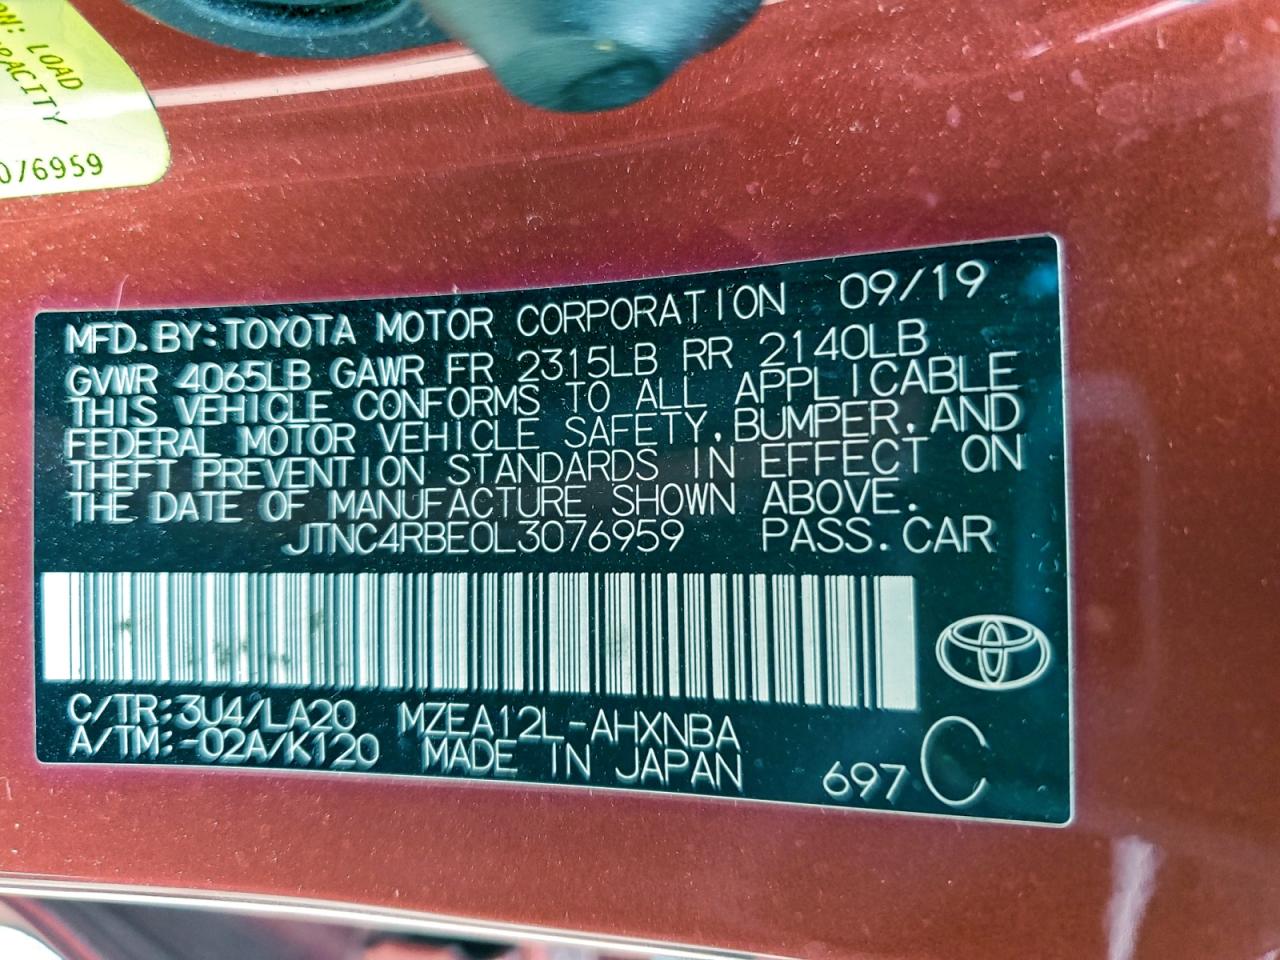 N: LOAD
PACITY
076959
MFD. BY: TOYOTA MOTOR CORPORATION 09/19
GVWR 4065LB GAWR FR 2315LB RR 2140LB
THIS VEHICLE CONFORMS TO ALL APPLICABLE
FEDERAL MOTOR VEHICLE SAFETY, BUMPER, AND
THEFT PREVENTION STANDARDS IN EFFECT ON
THE DATE OF MANUFACTURE SHOWN ABOVE.
JTNC4RBE0L3076959 PASS. CAR
C/TR:3U4/LA20 MZEA12L-AHXNBA
A/TM:-02A/K120 MADE IN JAPAN
697 C